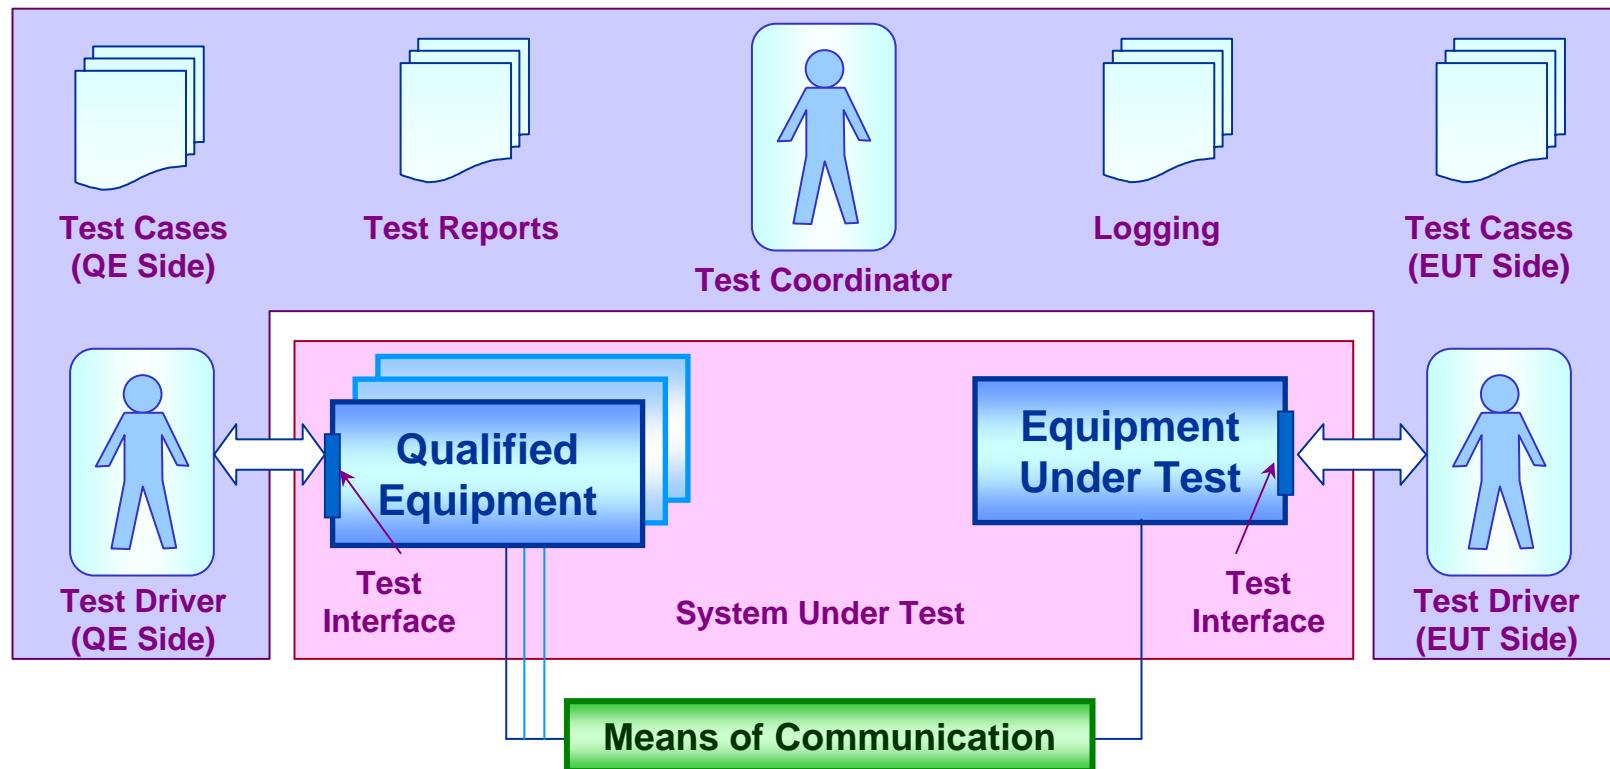 Test Cases
(QE Side)
Test Reports
Test Coordinator
Logging
Test Cases
(EUT Side)
Qualified
Equipment
Equipment
Under Test
Test
Interface
System Under Test
Test
Interface
Test Driver
(QE Side)
Test Driver
(EUT Side)
Means of Communication